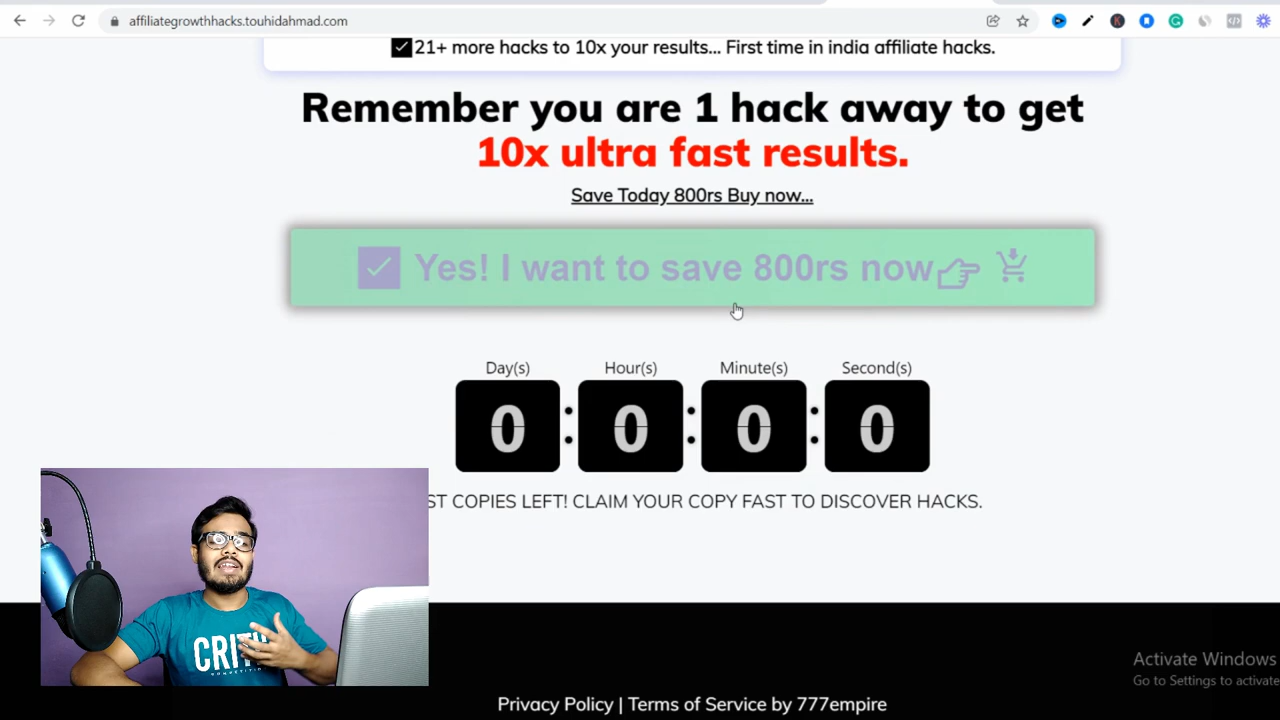 affiliategrowthhacks.touhidahmad.com
21+ more hacks to 10x your results... First time in india affiliate hacks.
Remember you are 1 hack away to get
10x ultra fast results.
Save Today 800rs Buy now...
Yes! I want to save 800rs now
Day(s) Hour(s) Minute(s) Second(s)
0 : 0 : 0 : 0
COPIES LEFT! CLAIM YOUR COPY FAST TO DISCOVER HACKS.
Activate Windows
Go to Settings to activate
Privacy Policy | Terms of Service by 777empire